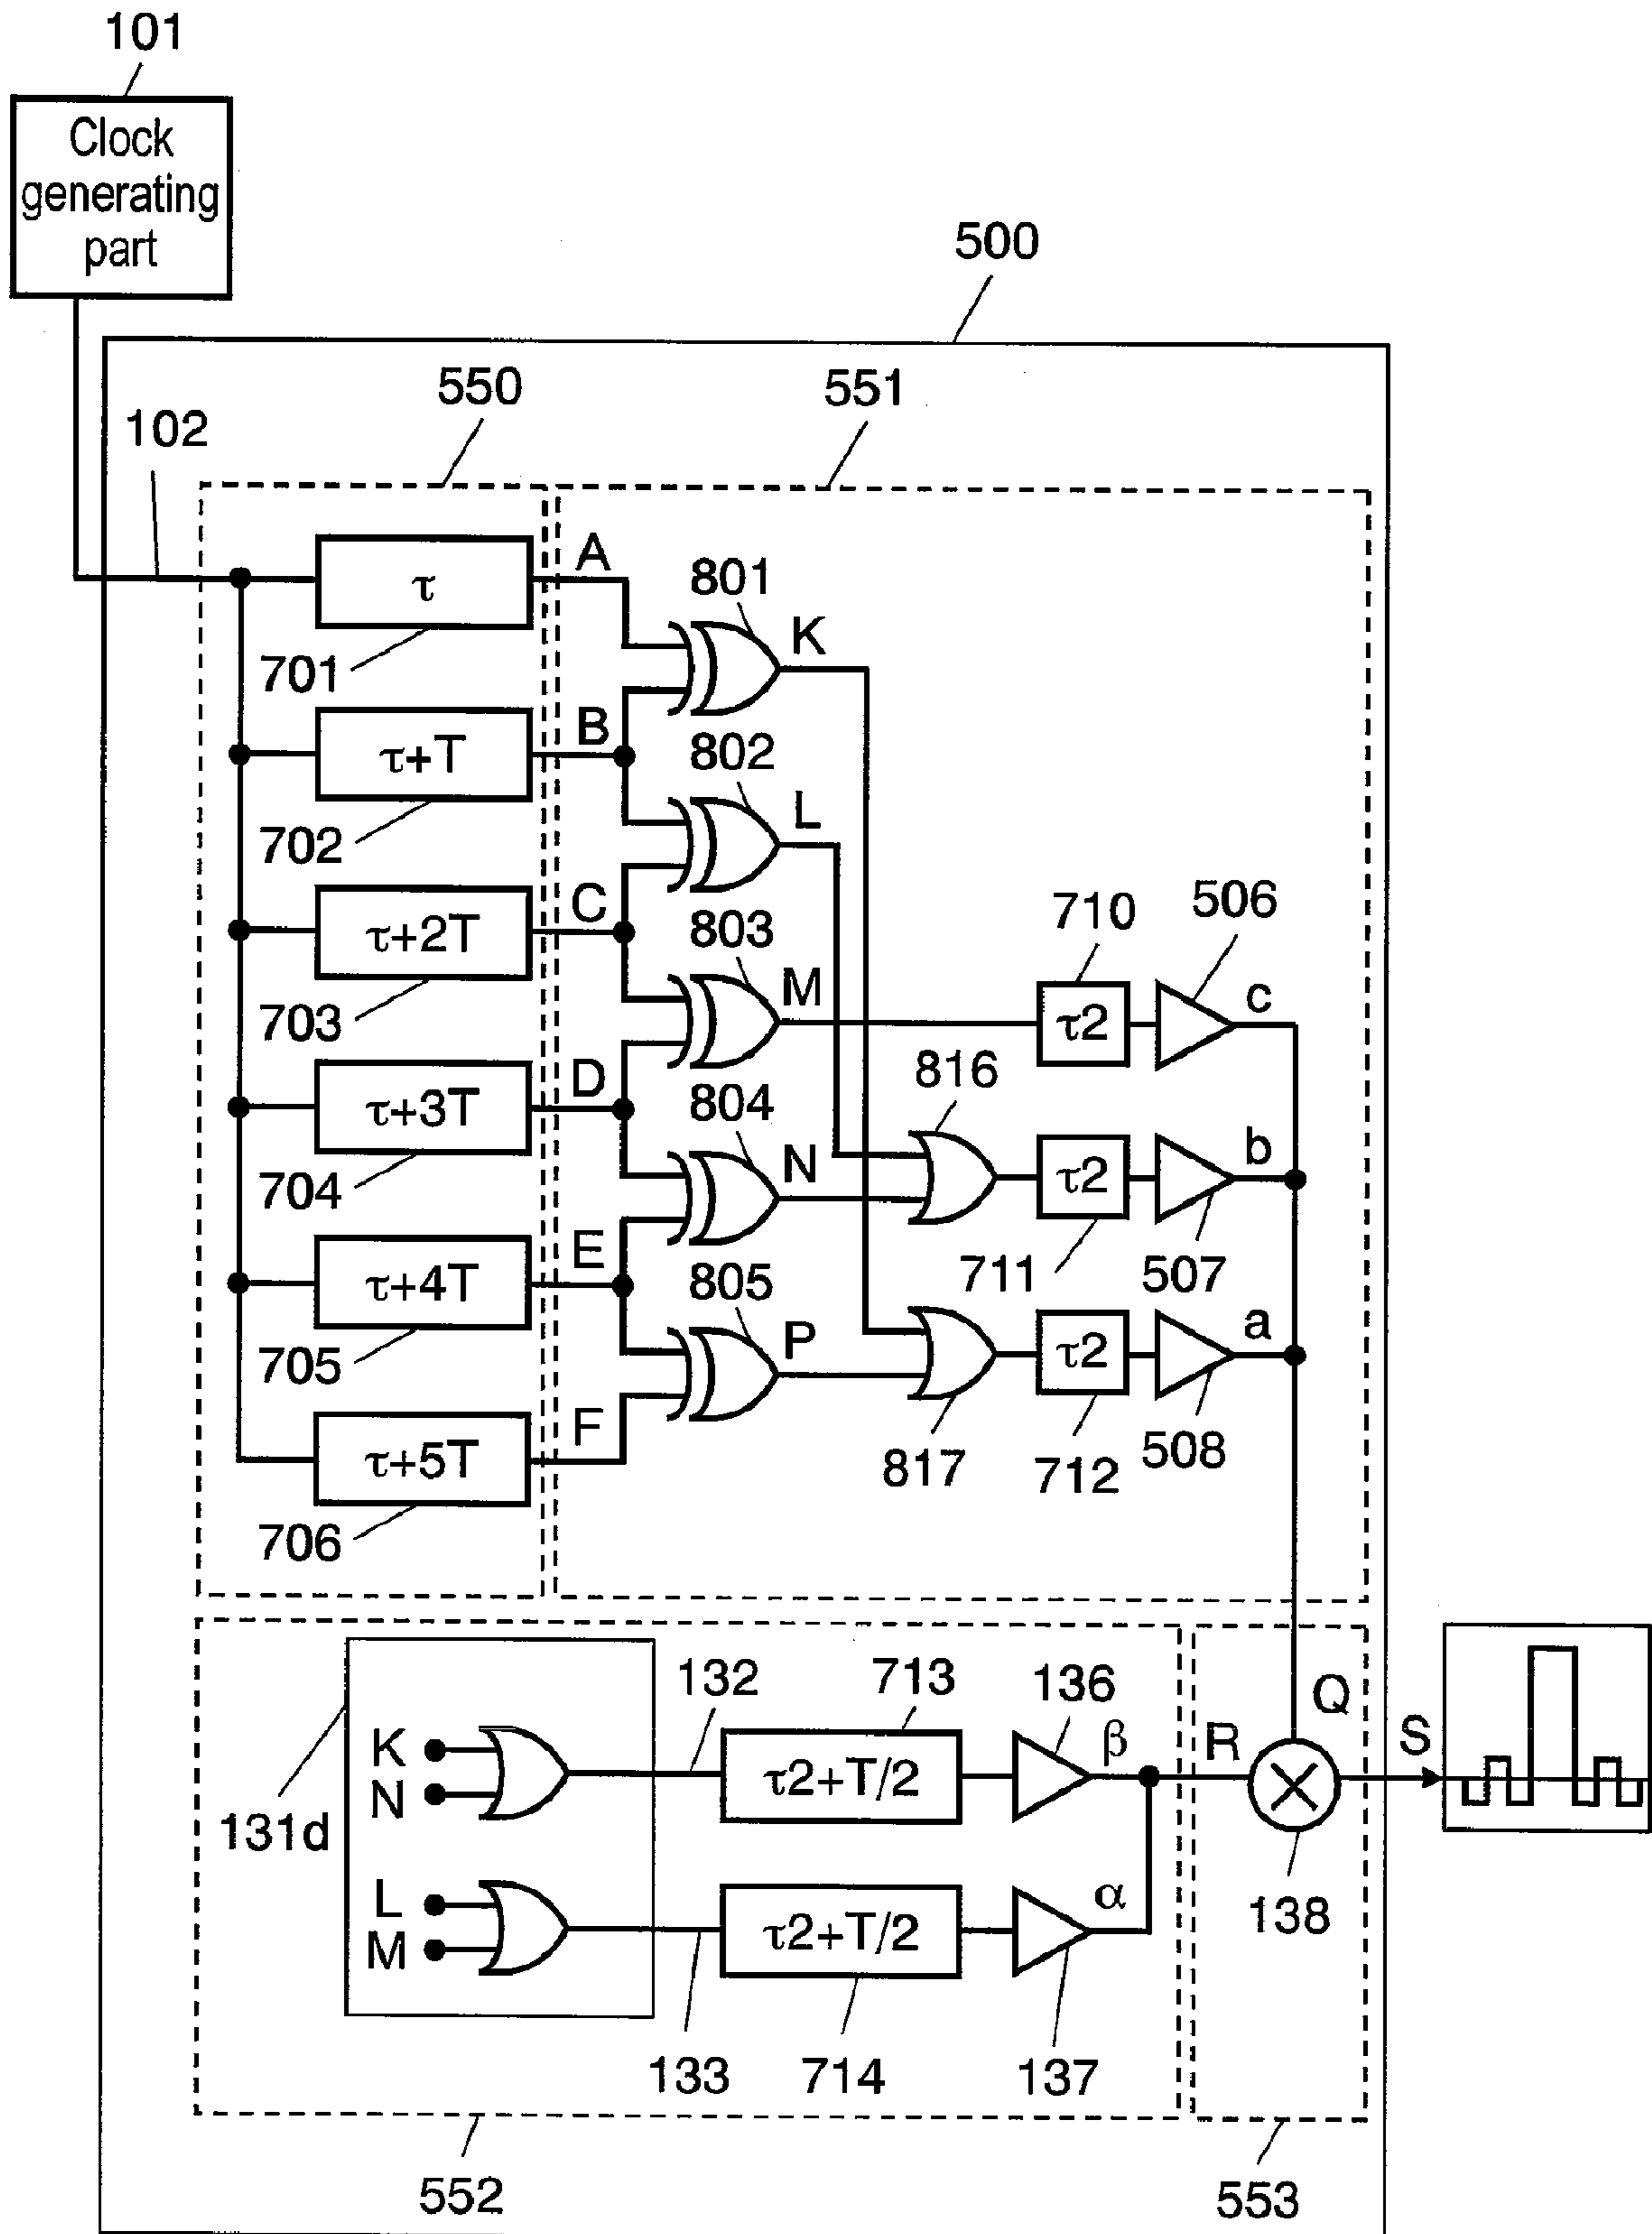 101
Clock
generating
part
500
550
551
102
τ
A
801
K
701
τ+T
B
802
L
702
τ+2T
C
803
M
703
710
τ2
506
c
τ+3T
D
804
N
704
816
711
τ2
507
b
τ+4T
E
805
P
705
817
712
τ2
508
a
τ+5T
F
706
K
N
131d
L
M
132
713
τ2+T/2
136
β
133
714
τ2+T/2
137
α
R
Q
S
138
552
553